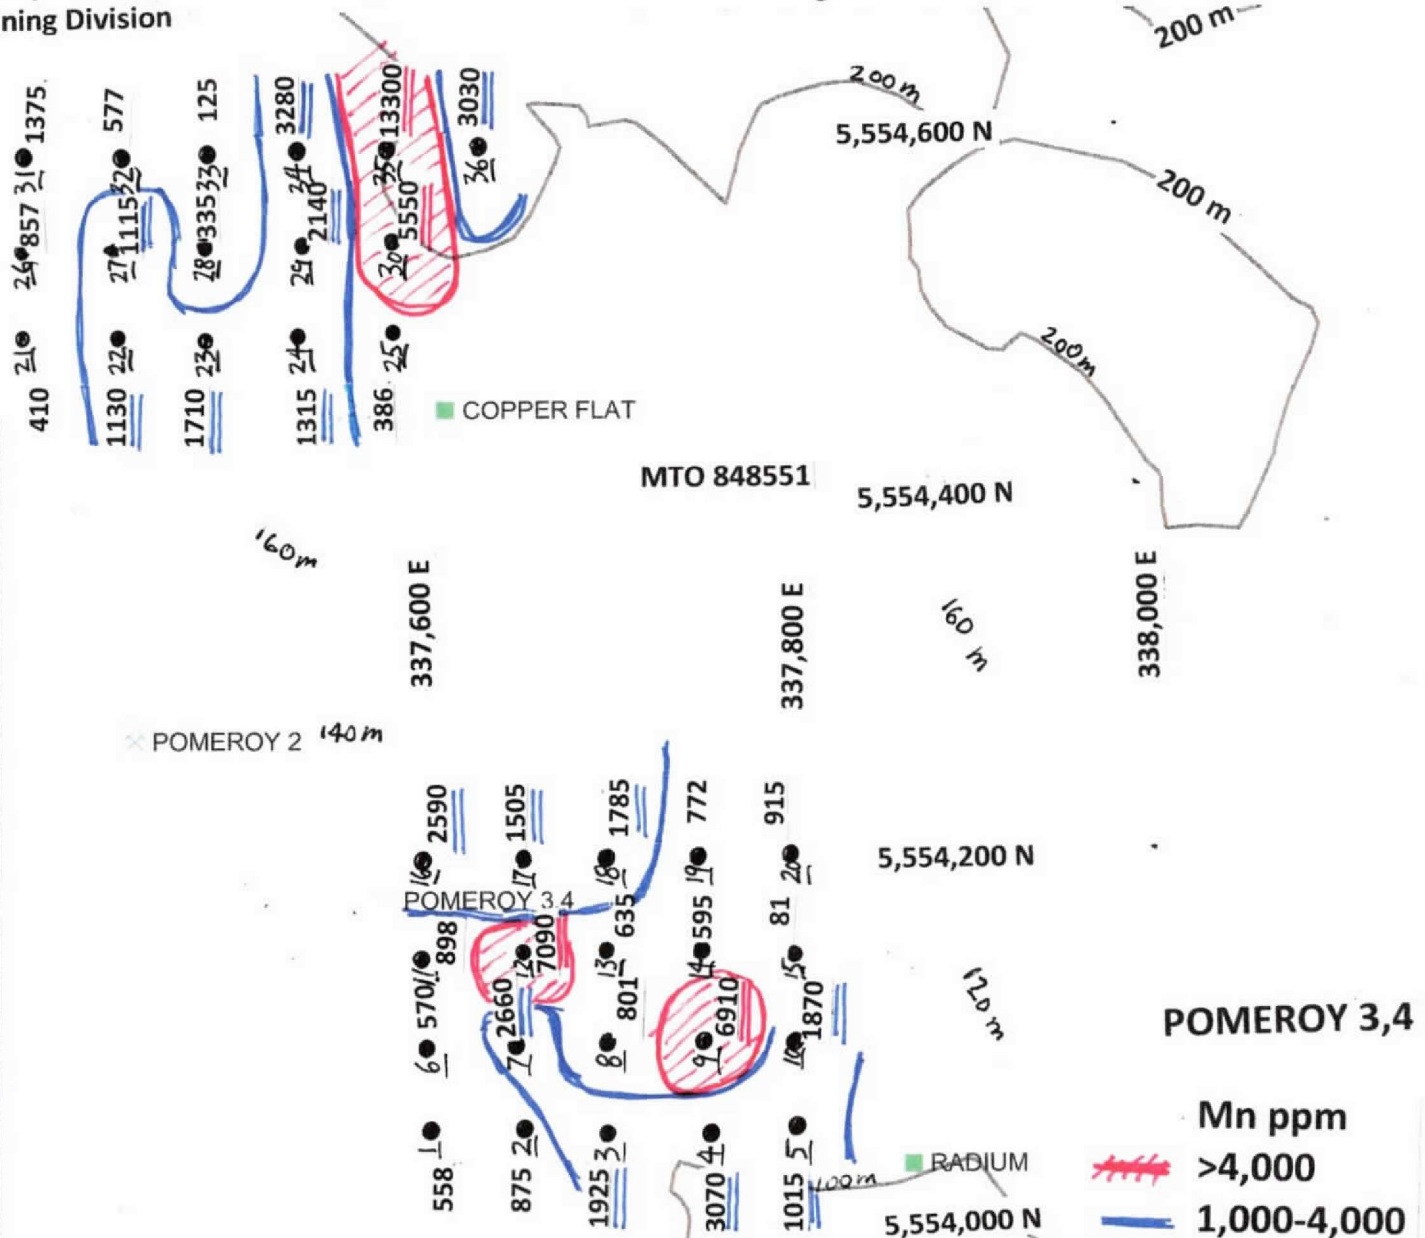 ning Division
200 m
200m
5,554,600 N
200 m
1375 577 125 3280 13300 3030
31 32 33 34 35 36
857 1115 335 2140 5550
26 27 28 29 30
200m
21 22 23 24 25
410 1130 1710 1315 386
COPPER FLAT
MTO 848551
5,554,400 N
160m
337,600 E
337,800 E
160 m
338,000 E
POMEROY 2
140m
2590 1505 1785 772 915
16 17 18 19 20
5,554,200 N
POMEROY 3,4
898 7090 635 595 81
11 12 13 14 15
570 2660 801 6910 1870
6 7 8 9 10
120 m
POMEROY 3,4
Mn ppm
1 2 3 4 5
558 875 1925 3070 1015
RADIUM
>4,000
100m
5,554,000 N
1,000-4,000